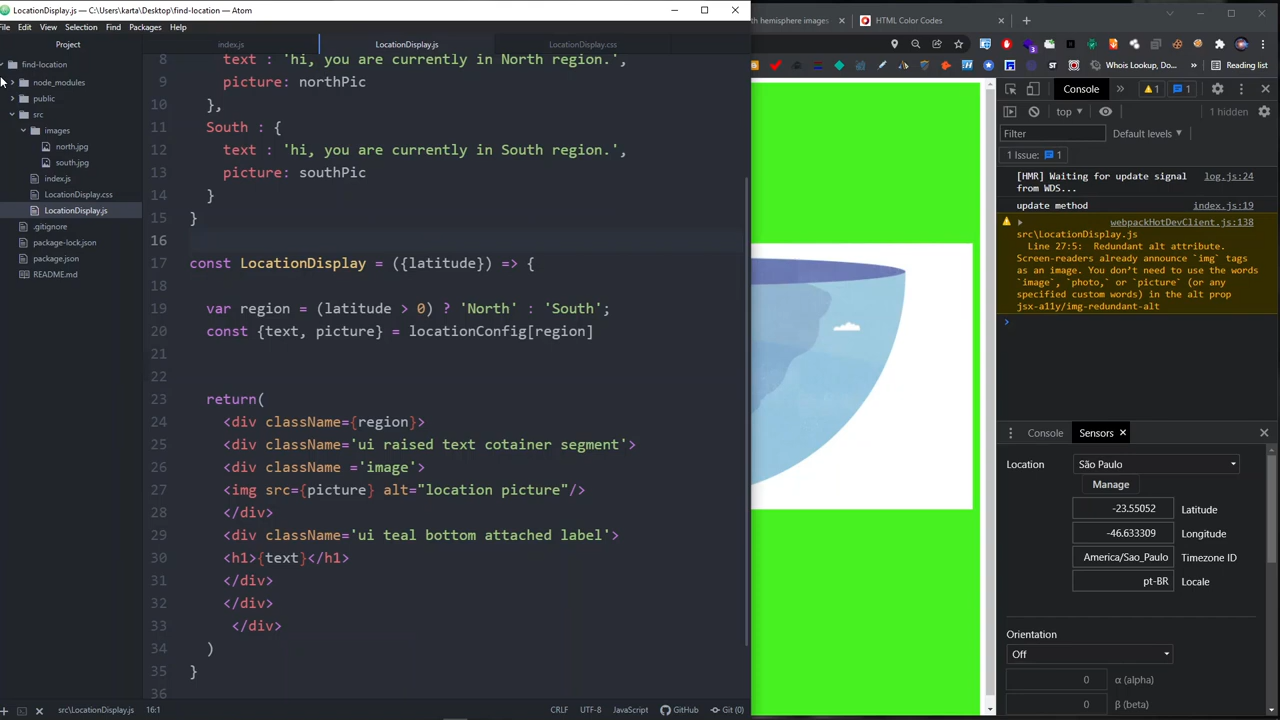 LocationDisplay.js — C:\Users\karta\Desktop\find-location — Atom
File Edit View Selection Find Packages Help
Project
index.js
LocationDisplay.js
LocationDisplay.css
find-location
node_modules
public
src
images
north.jpg
south.jpg
index.js
LocationDisplay.css
LocationDisplay.js
.gitignore
package-lock.json
package.json
README.md
8 text : 'hi, you are currently in North region.',
9 picture: northPic
10 },
11 South : {
12 text : 'hi, you are currently in South region.',
13 picture: southPic
14 }
15 }
16
17 const LocationDisplay = ({latitude}) => {
18
19 var region = (latitude > 0) ? 'North' : 'South';
20 const {text, picture} = locationConfig[region]
21
22
23 return(
24 <div className={region}>
25 <div className='ui raised text cotainer segment'>
26 <div className ='image'>
27 <img src={picture} alt="location picture"/>
28 </div>
29 <div className='ui teal bottom attached label'>
30 <h1>{text}</h1>
31 </div>
32 </div>
33 </div>
34 )
35 }
36
src\LocationDisplay.js 16:1 CRLF UTF-8 JavaScript GitHub Git (0)
th hemisphere images
HTML Color Codes
Whois Lookup, Dom...
Reading list
Console
1
1
top
1 hidden
Filter
Default levels
1 Issue: 1
[HMR] Waiting for update signal log.js:24
from WDS...
update method index.js:19
webpackHotDevClient.js:138
src\LocationDisplay.js
Line 27:5: Redundant alt attribute.
Screen-readers already announce `img` tags
as an image. You don't need to use the words
`image`, `photo,` or `picture` (or any
specified custom words) in the alt prop
jsx-a11y/img-redundant-alt
Console Sensors
Location São Paulo
Manage
-23.55052 Latitude
-46.633309 Longitude
America/Sao_Paulo Timezone ID
pt-BR Locale
Orientation
Off
0 α (alpha)
0 β (beta)